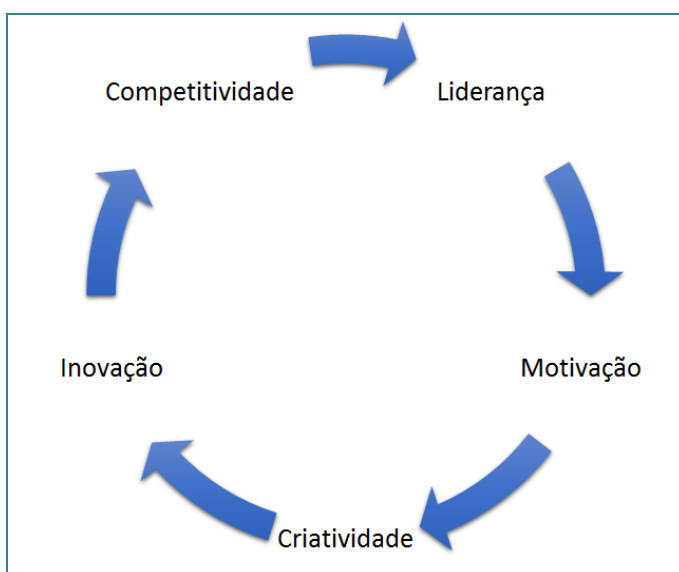 Competitividade
Liderança
Inovação
Motivação
Criatividade